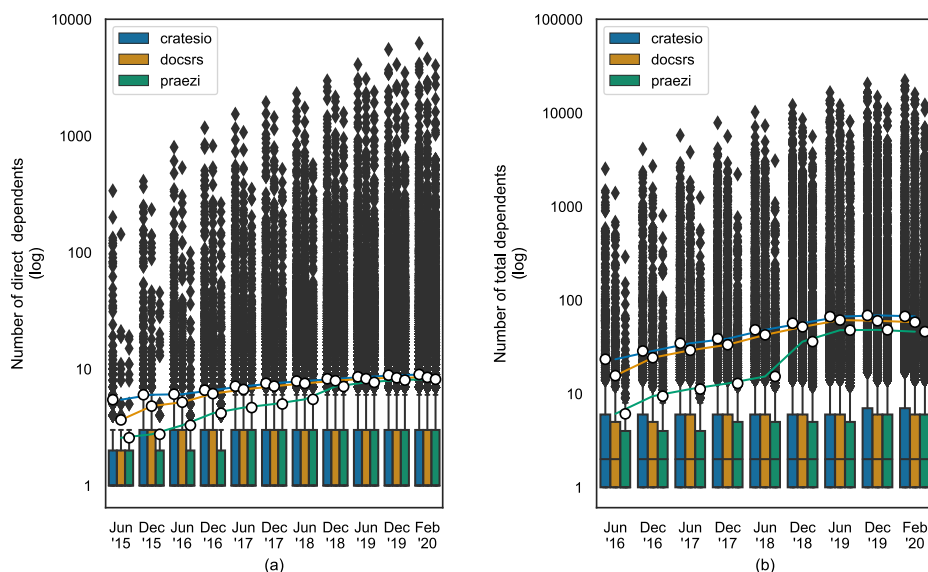 10000
1000
100
10
1
Number of direct dependents
(log)
cratesio
docsrs
praezi
Jun Dec Jun Dec Jun Dec Jun Dec Jun Dec Feb
'15 '15 '16 '16 '17 '17 '18 '18 '19 '19 '20
(a)
100000
10000
1000
100
10
1
Number of total dependents
(log)
cratesio
docsrs
praezi
Jun Dec Jun Dec Jun Dec Jun Dec Feb
'16 '16 '17 '17 '18 '18 '19 '19 '20
(b)